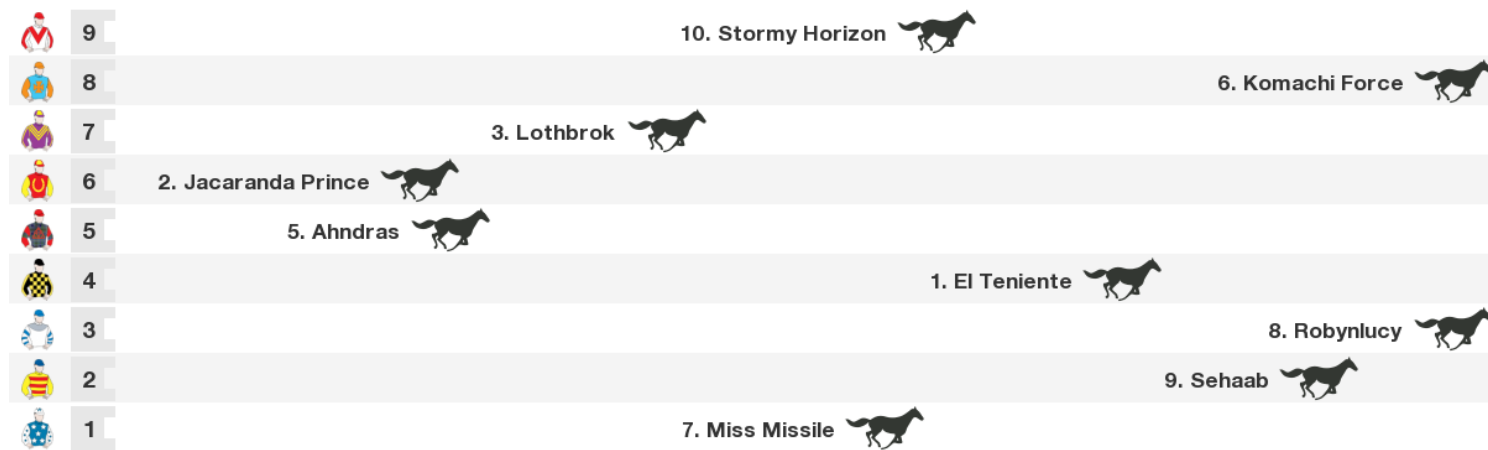 9 10. Stormy Horizon
8 6. Komachi Force
7 3. Lothbrok
6 2. Jacaranda Prince
5 5. Ahndras
4 1. El Teniente
3 8. Robynlucy
2 9. Sehaab
1 7. Miss Missile